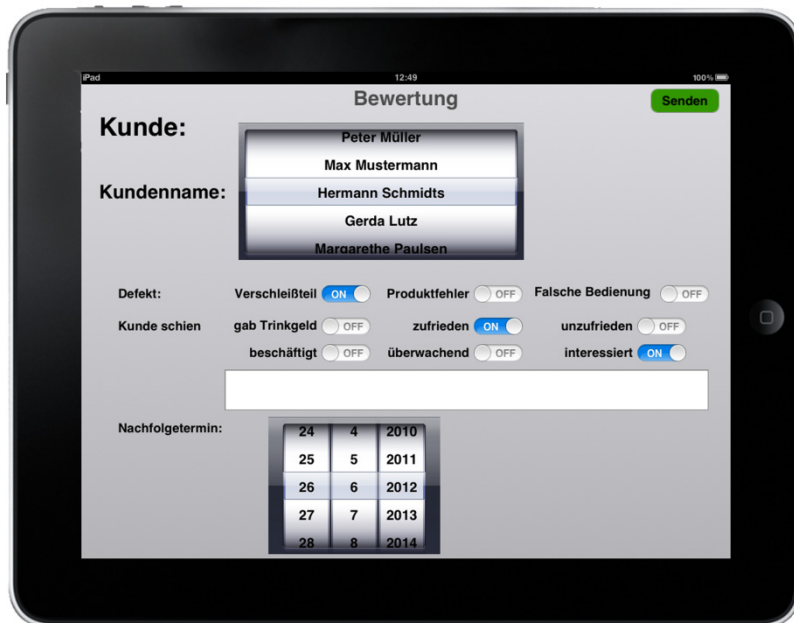 iPad 12:49 100%
Bewertung
Senden
Kunde:
Kundenname:
Peter Müller
Max Mustermann
Hermann Schmidts
Gerda Lutz
Margarethe Paulsen
Defekt: Verschleißteil ON Produktfehler OFF Falsche Bedienung OFF
Kunde schien gab Trinkgeld OFF zufrieden ON unzufrieden OFF
beschäftigt OFF überwachend OFF interessiert ON
Nachfolgetermin:
24 4 2010
25 5 2011
26 6 2012
27 7 2013
28 8 2014